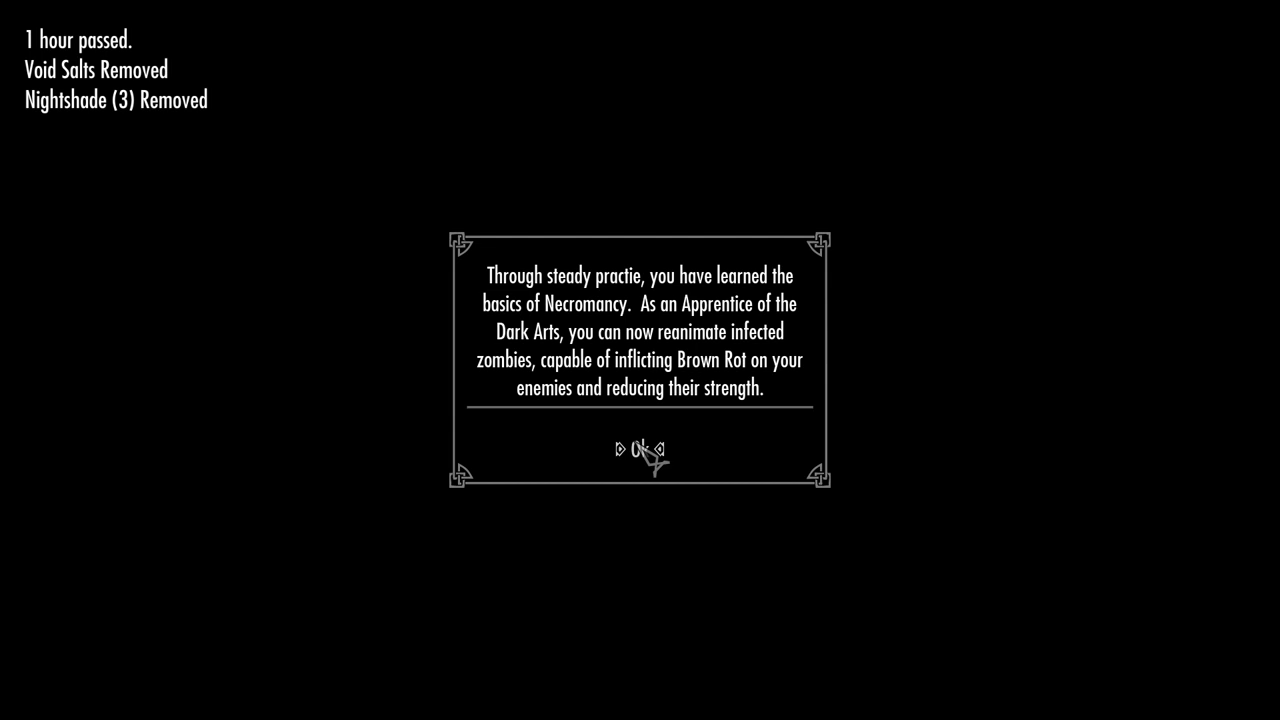 1 hour passed.
Void Salts Removed
Nightshade (3) Removed
Through steady practie, you have learned the
basics of Necromancy.  As an Apprentice of the
Dark Arts, you can now reanimate infected
zombies, capable of inflicting Brown Rot on your
enemies and reducing their strength.
Ok